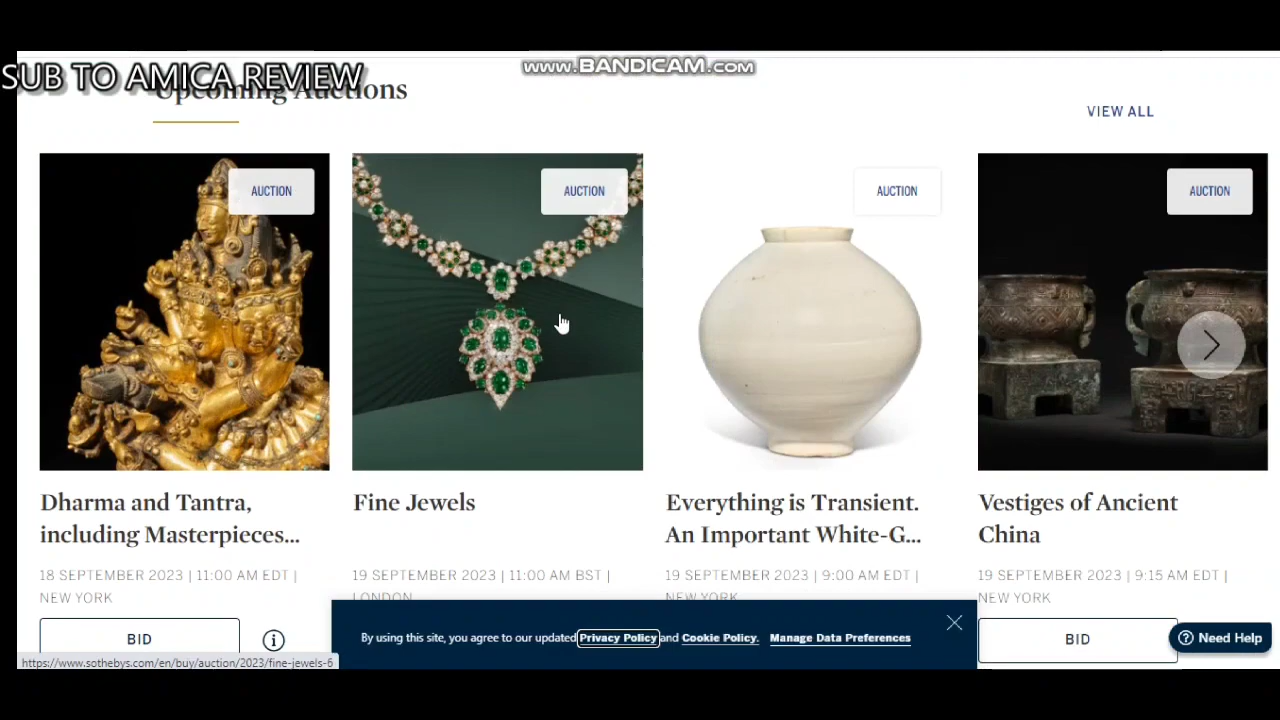 www.BANDICAM.com
SUB TO AMICA REVIEW
Upcoming Auctions
VIEW ALL
AUCTION
AUCTION
AUCTION
AUCTION
Dharma and Tantra,
including Masterpieces...
18 SEPTEMBER 2023 | 11:00 AM EDT |
NEW YORK
BID
Fine Jewels
19 SEPTEMBER 2023 | 11:00 AM BST |
LONDON
Everything is Transient.
An Important White-G...
19 SEPTEMBER 2023 | 9:00 AM EDT |
NEW YORK
Vestiges of Ancient
China
19 SEPTEMBER 2023 | 9:15 AM EDT |
NEW YORK
BID
By using this site, you agree to our updated Privacy Policy and Cookie Policy. Manage Data Preferences
Need Help
https://www.sothebys.com/en/buy/auction/2023/fine-jewels-6